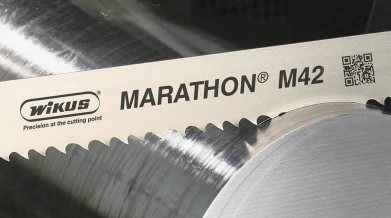 WIKUS
Precision at the cutting point
MARATHON® M42